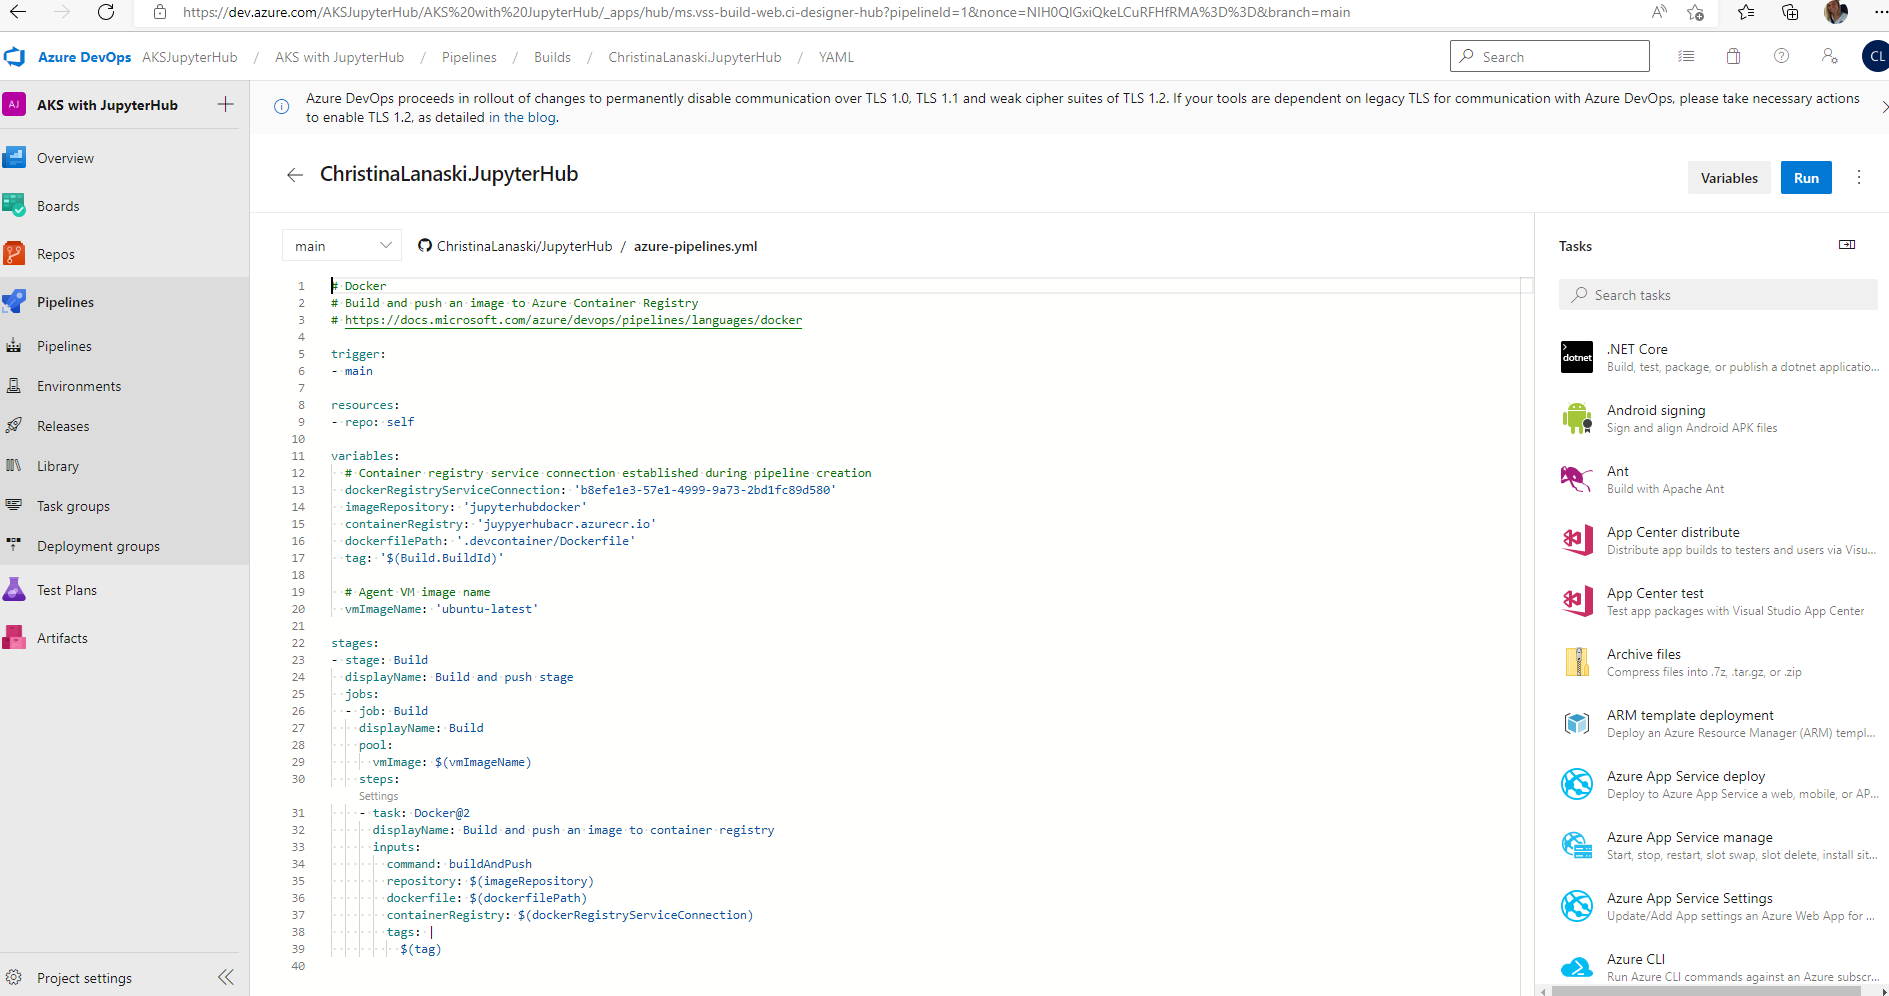 https://dev.azure.com/AKSJupyterHub/AKS%20with%20JupyterHub/_apps/hub/ms.vss-build-web.ci-designer-hub?pipelineId=1&nonce=NIH0QIGxiQkeLCuRFHfRMA%3D%3D&branch=main
Azure DevOps AKSJupyterHub / AKS with JupyterHub / Pipelines / Builds / ChristinaLanaski.JupyterHub / YAML
Search
CL
AJ AKS with JupyterHub
Overview
Boards
Repos
Pipelines
Pipelines
Environments
Releases
Library
Task groups
Deployment groups
Test Plans
Artifacts
Project settings
Azure DevOps proceeds in rollout of changes to permanently disable communication over TLS 1.0, TLS 1.1 and weak cipher suites of TLS 1.2. If your tools are dependent on legacy TLS for communication with Azure DevOps, please take necessary actions
to enable TLS 1.2, as detailed in the blog.
ChristinaLanaski.JupyterHub
Variables
Run
main
ChristinaLanaski/JupyterHub / azure-pipelines.yml
1 # Docker
2 # Build and push an image to Azure Container Registry
3 # https://docs.microsoft.com/azure/devops/pipelines/languages/docker
4
5 trigger:
6 - main
7
8 resources:
9 - repo: self
10
11 variables:
12   # Container registry service connection established during pipeline creation
13   dockerRegistryServiceConnection: 'b8efe1e3-57e1-4999-9a73-2bd1fc89d580'
14   imageRepository: 'jupyterhubdocker'
15   containerRegistry: 'juypyerhubacr.azurecr.io'
16   dockerfilePath: '.devcontainer/Dockerfile'
17   tag: '$(Build.BuildId)'
18
19   # Agent VM image name
20   vmImageName: 'ubuntu-latest'
21
22 stages:
23 - stage: Build
24   displayName: Build and push stage
25   jobs:
26   - job: Build
27     displayName: Build
28     pool:
29       vmImage: $(vmImageName)
30     steps:
Settings
31     - task: Docker@2
32       displayName: Build and push an image to container registry
33       inputs:
34         command: buildAndPush
35         repository: $(imageRepository)
36         dockerfile: $(dockerfilePath)
37         containerRegistry: $(dockerRegistryServiceConnection)
38         tags: |
39           $(tag)
40
Tasks
Search tasks
dotnet
.NET Core
Build, test, package, or publish a dotnet applicatio...
Android signing
Sign and align Android APK files
Ant
Build with Apache Ant
App Center distribute
Distribute app builds to testers and users via Visu...
App Center test
Test app packages with Visual Studio App Center
Archive files
Compress files into .7z, .tar.gz, or .zip
ARM template deployment
Deploy an Azure Resource Manager (ARM) templ...
Azure App Service deploy
Deploy to Azure App Service a web, mobile, or AP...
Azure App Service manage
Start, stop, restart, slot swap, slot delete, install sit...
Azure App Service Settings
Update/Add App settings an Azure Web App for ...
Azure CLI
Run Azure CLI commands against an Azure subscr...